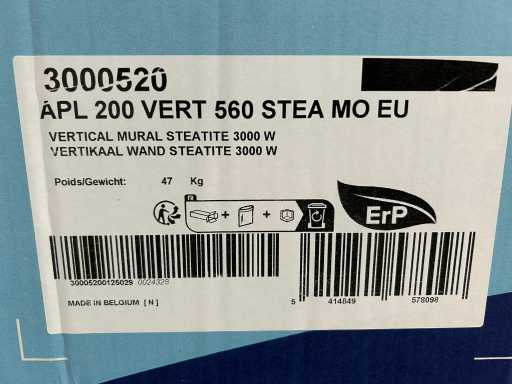 3000520
APL 200 VERT 560 STEA MO EU
VERTICAL MURAL STEATITE 3000 W
VERTIKAAL WAND STEATITE 3000 W
Poids/Gewicht: 47 Kg
FR
+ +
ErP
30005200125029 0024328
MADE IN BELGIUM [ N ]
5 414849 578098